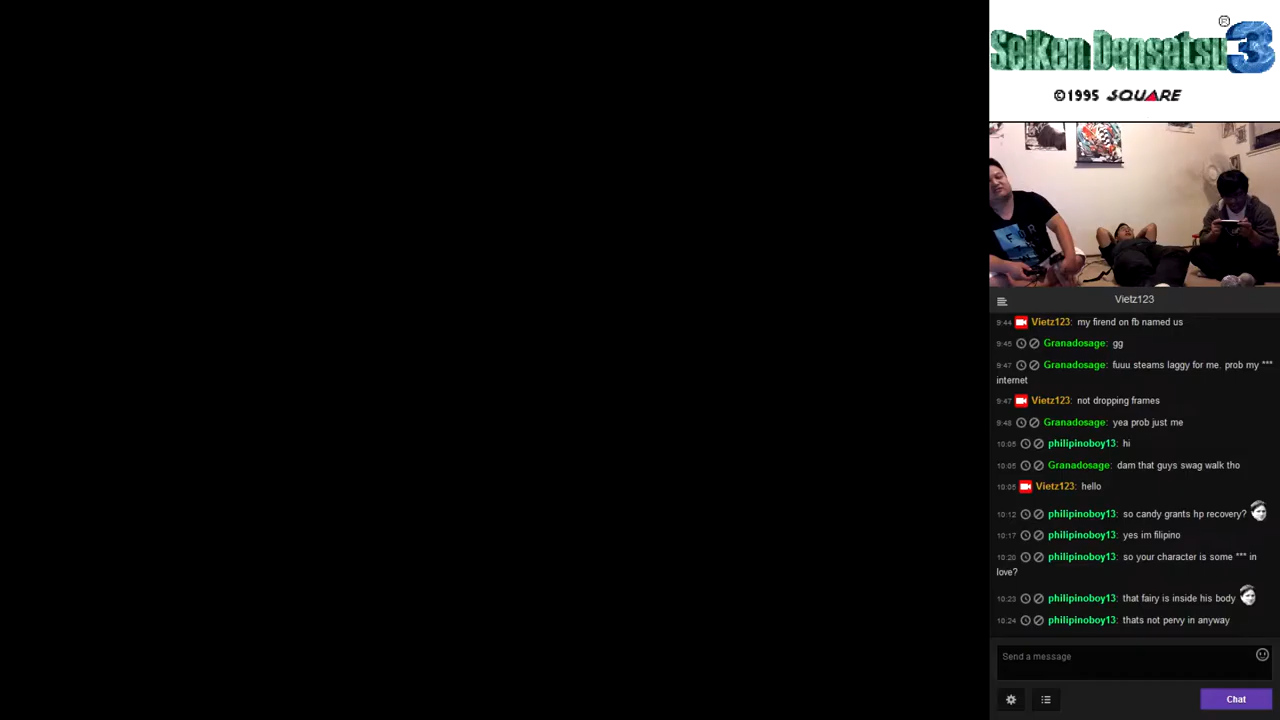 Seiken Densetsu 3
®
©1995 SQUARE
Vietz123
9:44 Vietz123: my firend on fb named us
9:45 Granadosage: gg
9:47 Granadosage: fuuu steams laggy for me. prob my ***
internet
9:47 Vietz123: not dropping frames
9:48 Granadosage: yea prob just me
10:05 philipinoboy13: hi
10:05 Granadosage: dam that guys swag walk tho
10:05 Vietz123: hello
10:12 philipinoboy13: so candy grants hp recovery?
10:17 philipinoboy13: yes im filipino
10:20 philipinoboy13: so your character is some *** in
love?
10:23 philipinoboy13: that fairy is inside his body
10:24 philipinoboy13: thats not pervy in anyway
Send a message
Chat